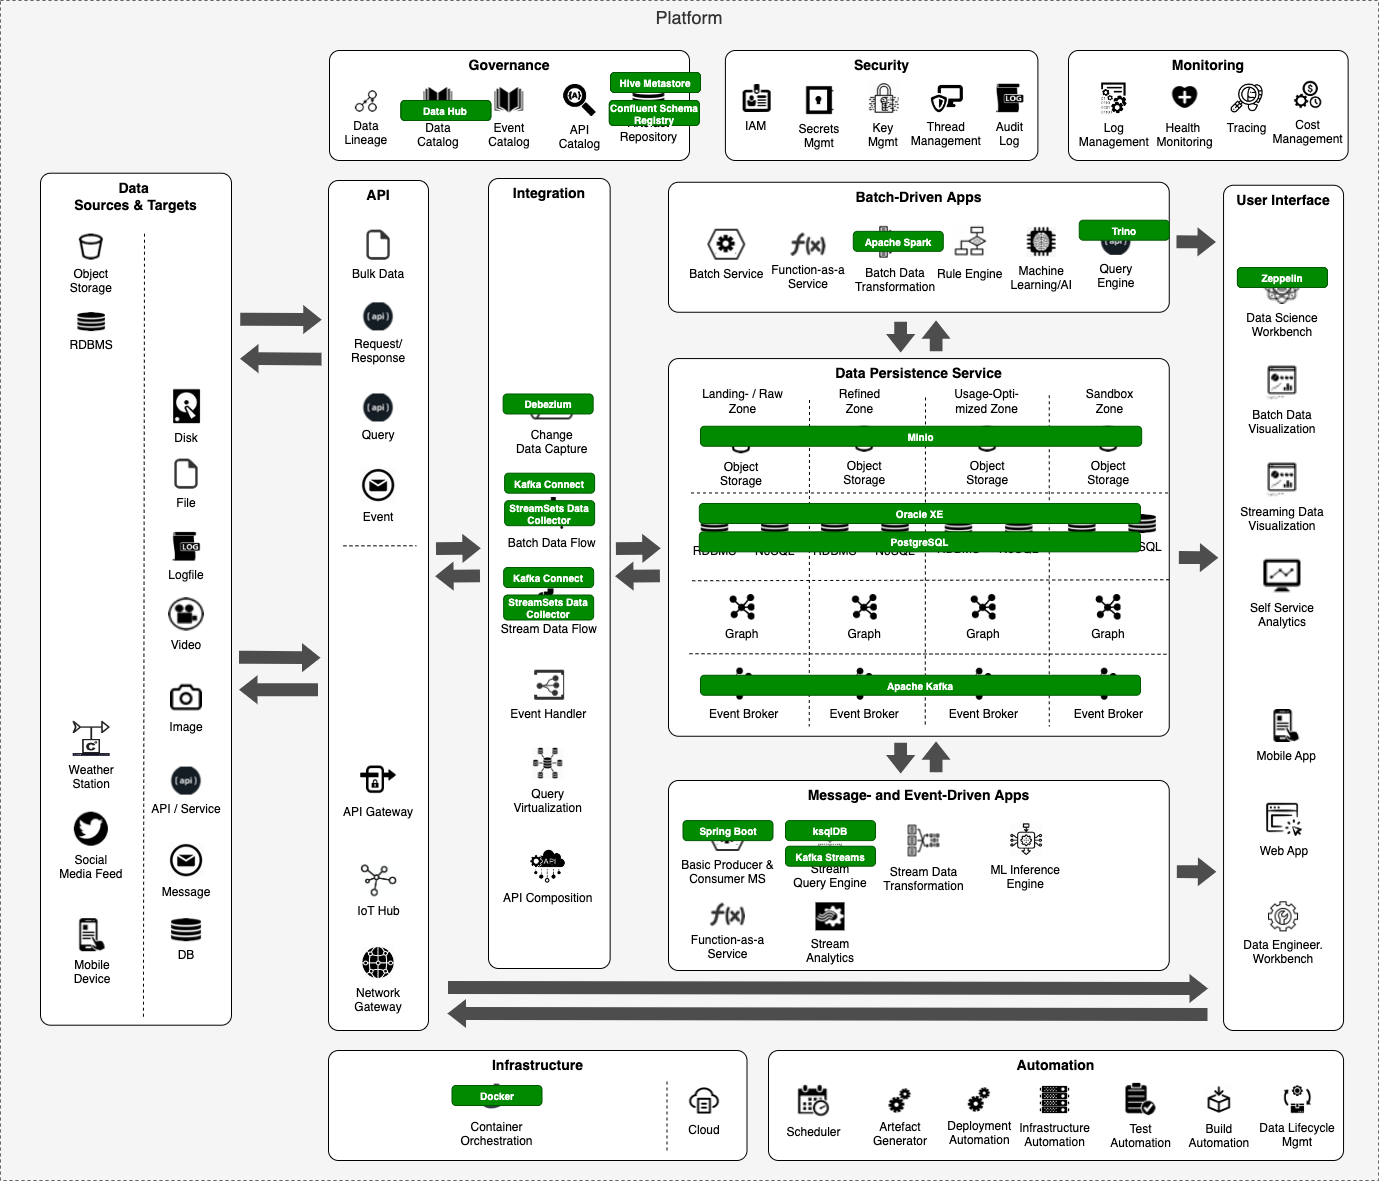 Platform
Governance
Data
Lineage
Data Hub
Data
Catalog
Event
Catalog
API
Catalog
Hive Metastore
Confluent Schema
Registry
Repository
Security
IAM
Secrets
Mgmt
Key
Mgmt
Thread
Management
LOG
Audit
Log
Monitoring
Log
Management
Health
Monitoring
Tracing
Cost
Management
Data
Sources & Targets
Object
Storage
RDBMS
Disk
File
LOG
Logfile
Video
Image
Weather
Station
{api}
API / Service
Social
Media Feed
Message
Mobile
Device
DB
API
Bulk Data
{api}
Request/
Response
{api}
Query
Event
API Gateway
IoT Hub
Network
Gateway
Integration
Debezium
Change
Data Capture
Kafka Connect
StreamSets Data
Collector
Batch Data Flow
Kafka Connect
StreamSets Data
Collector
Stream Data Flow
Event Handler
Query
Virtualization
API
API Composition
Batch-Driven Apps
Batch Service
f(x)
Function-as-a
Service
Apache Spark
Batch Data
Transformation
Rule Engine
Machine
Learning/AI
Trino
Query
Engine
Data Persistence Service
Landing- / Raw
Zone
Refined
Zone
Usage-Opti-
mized Zone
Sandbox
Zone
Minio
Object
Storage
Object
Storage
Object
Storage
Object
Storage
Oracle XE
PostgreSQL
RDBMS
NoSQL
RDBMS
NoSQL
RDBMS
NoSQL
SQL
Graph
Graph
Graph
Graph
Apache Kafka
Event Broker
Event Broker
Event Broker
Event Broker
Message- and Event-Driven Apps
Spring Boot
Basic Producer &
Consumer MS
ksqlDB
Kafka Streams
Stream
Query Engine
Stream Data
Transformation
ML Inference
Engine
f(x)
Function-as-a
Service
Stream
Analytics
User Interface
Zeppelin
Data Science
Workbench
Batch Data
Visualization
Streaming Data
Visualization
Self Service
Analytics
Mobile App
Web App
Data Engineer.
Workbench
Infrastructure
Docker
Container
Orchestration
Cloud
Automation
Scheduler
Artefact
Generator
Deployment
Automation
Infrastructure
Automation
Test
Automation
Build
Automation
Data Lifecycle
Mgmt